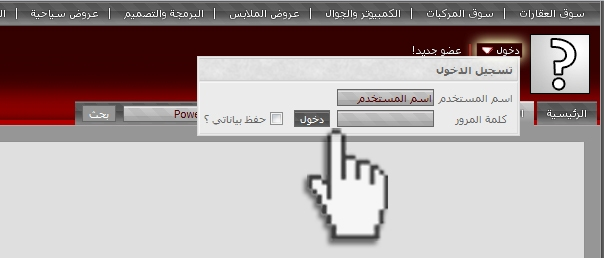 سوق العقارات | سوق المركبات | الكمبيوتر والجوال | عروض الملابس | البرمجة والتصميم | عروض سياحية |
دخول | عضو جديد!
تسجيل الدخول
اسم المستخدم اسم المستخدم
كلمة المرور دخول حفظ بياناتي ؟
الرئيسية Powe بحث